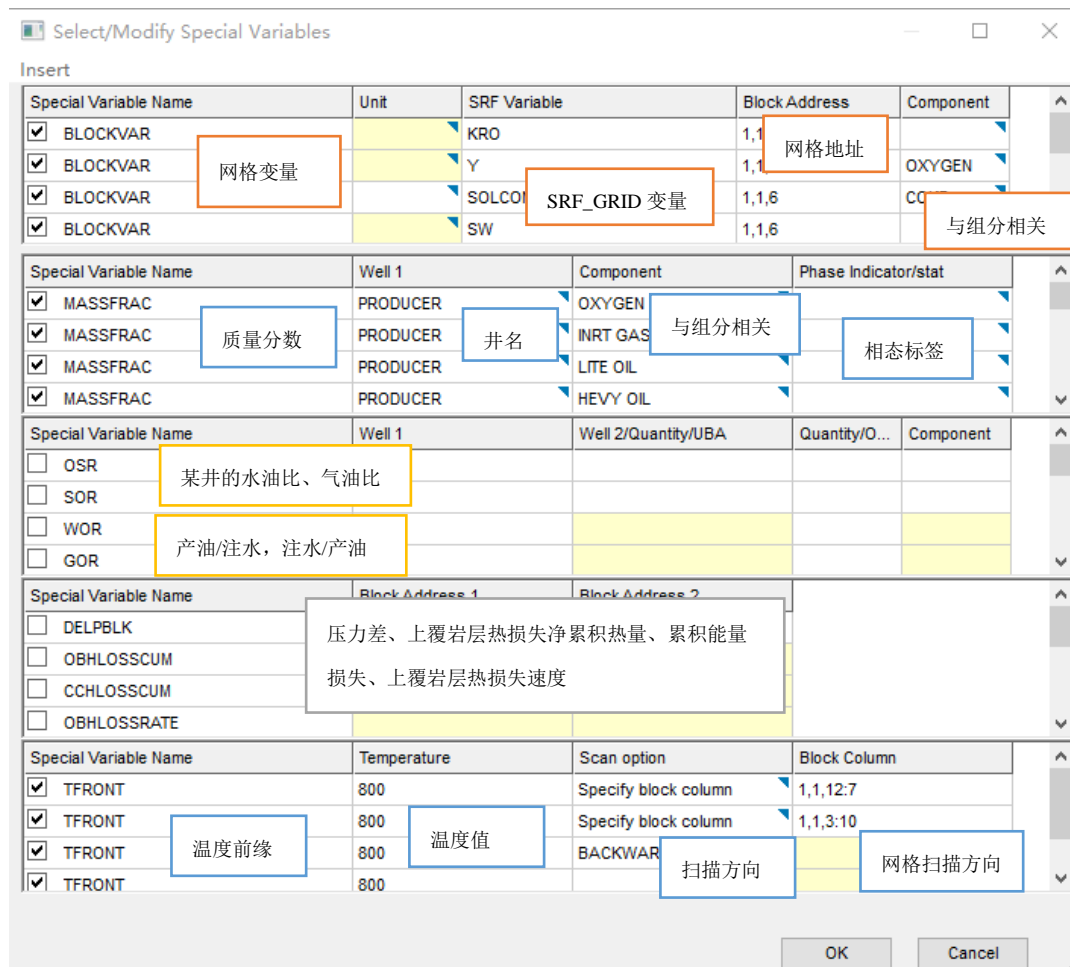 Select/Modify Special Variables
Insert
Special Variable Name Unit SRF Variable Block Address Component
BLOCKVAR KRO
BLOCKVAR Y OXYGEN
BLOCKVAR 1,1,6
BLOCKVAR SW 1,1,6
网格变量
网格地址
SRF_GRID 变量
与组分相关
Special Variable Name Well 1 Component Phase Indicator/stat
MASSFRAC PRODUCER OXYGEN
MASSFRAC PRODUCER INRT GAS
MASSFRAC PRODUCER LITE OIL
MASSFRAC PRODUCER HEVY OIL
质量分数
井名
与组分相关
相态标签
Special Variable Name Well 1 Well 2/Quantity/UBA Quantity/O... Component
OSR
SOR
WOR
GOR
某井的水油比、气油比
产油/注水，注水/产油
Special Variable Name Block Address 1 Block Address 2
DELPBLK
OBHLOSSCUM
CCHLOSSCUM
OBHLOSSRATE
压力差、上覆岩层热损失净累积热量、累积能量
损失、上覆岩层热损失速度
Special Variable Name Temperature Scan option Block Column
TFRONT 800 Specify block column 1,1,12:7
TFRONT 800 Specify block column 1,1,3:10
TFRONT 800 BACKWAR
TFRONT 800
温度前缘
温度值
扫描方向
网格扫描方向
OK Cancel